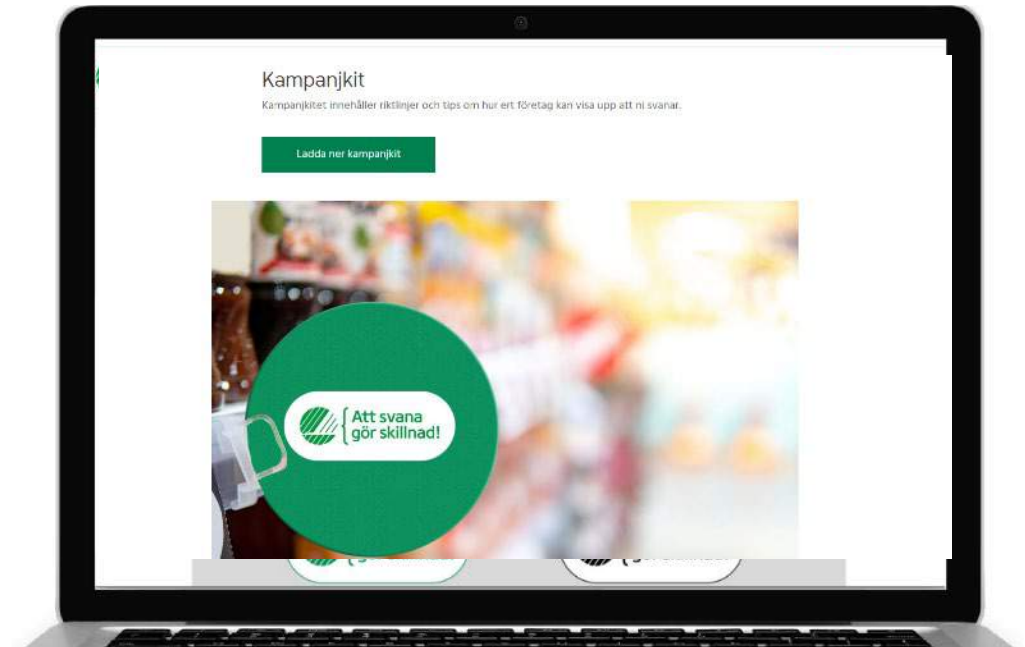 Kampanjkit
Kampanjkitet innehåller riktlinjer och tips om hur ert företag kan visa upp att ni svanar.
Ladda ner kampanjkit
Att svana
gör skillnad!